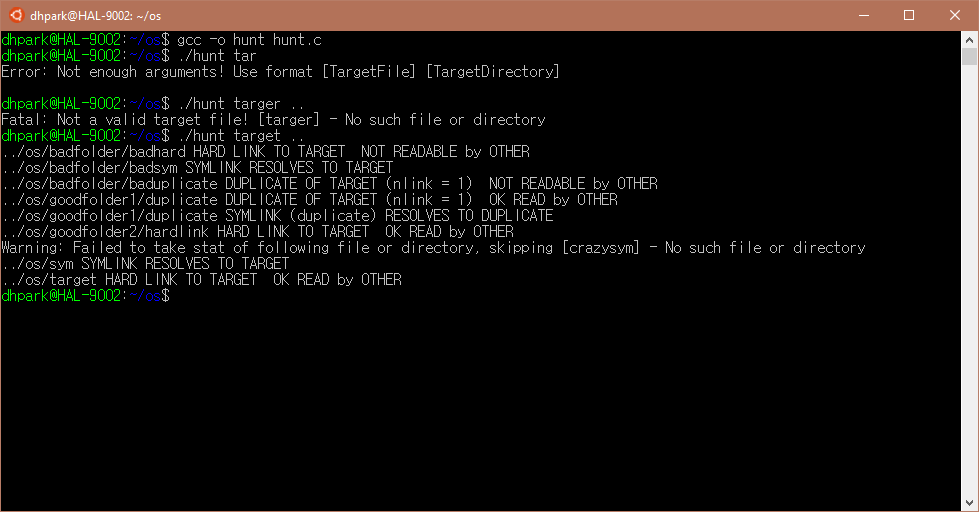 dhpark@HAL-9002: ~/os
dhpark@HAL-9002:~/os$ gcc -o hunt hunt.c
dhpark@HAL-9002:~/os$ ./hunt tar
Error: Not enough arguments! Use format [TargetFile] [TargetDirectory]
dhpark@HAL-9002:~/os$ ./hunt targer ..
Fatal: Not a valid target file! [targer] - No such file or directory
dhpark@HAL-9002:~/os$ ./hunt target ..
../os/badfolder/badhard HARD LINK TO TARGET  NOT READABLE by OTHER
../os/badfolder/badsym SYMLINK RESOLVES TO TARGET
../os/badfolder/baduplicate DUPLICATE OF TARGET (nlink = 1)  NOT READABLE by OTHER
../os/goodfolder1/duplicate DUPLICATE OF TARGET (nlink = 1)  OK READ by OTHER
../os/goodfolder1/duplicate SYMLINK (duplicate) RESOLVES TO DUPLICATE
../os/goodfolder2/hardlink HARD LINK TO TARGET  OK READ by OTHER
Warning: Failed to take stat of following file or directory, skipping [crazysym] - No such file or directory
../os/sym SYMLINK RESOLVES TO TARGET
../os/target HARD LINK TO TARGET  OK READ by OTHER
dhpark@HAL-9002:~/os$